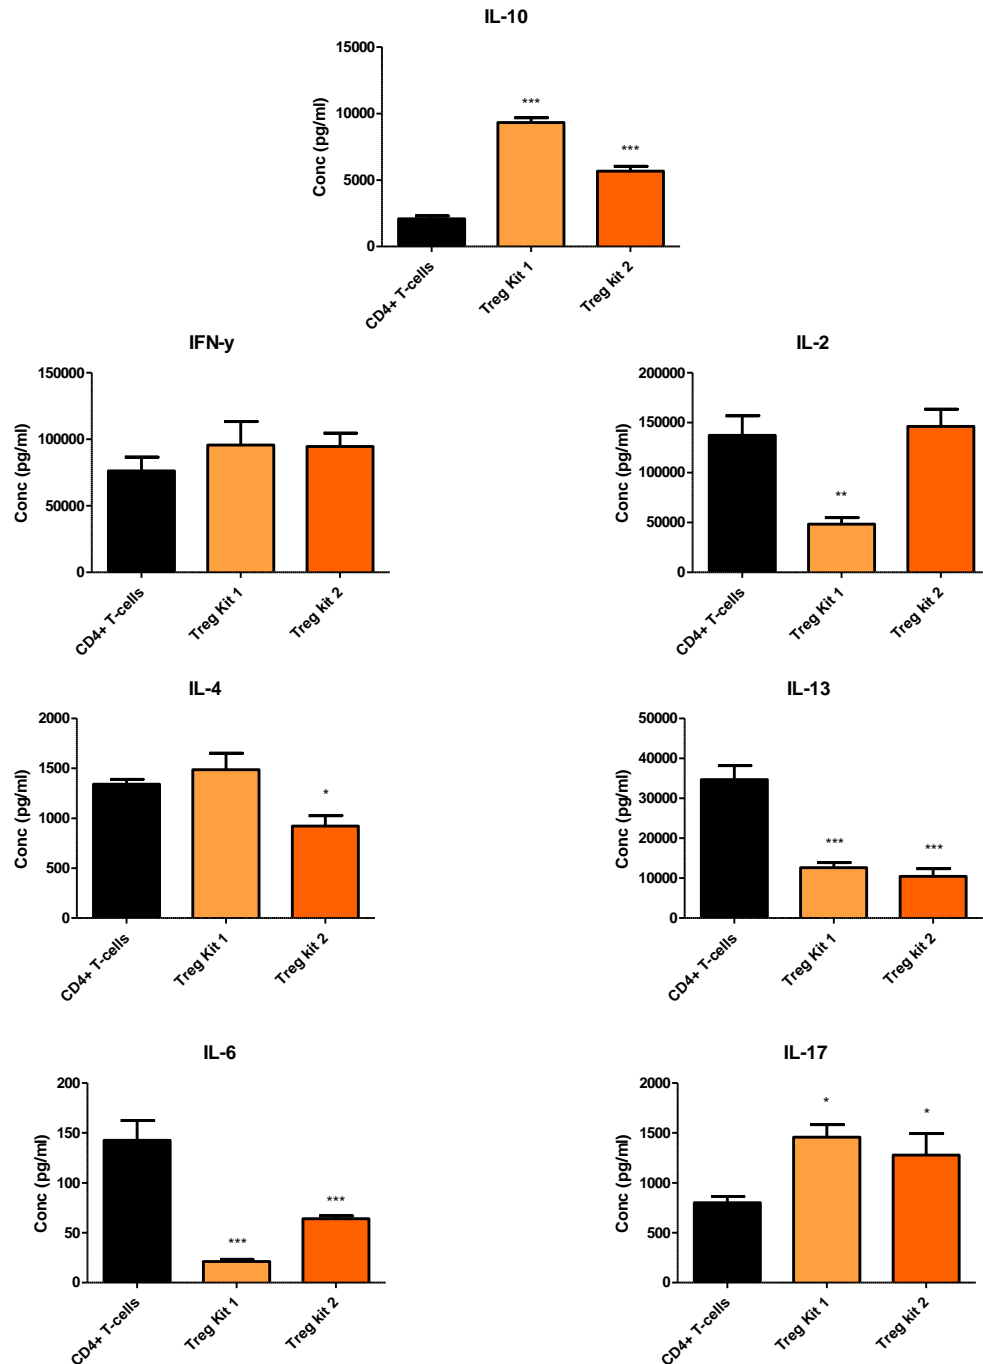 IL-10
15000
10000
5000
0
Conc (pg/ml)
***
***
CD4+ T-cells
Treg Kit 1
Treg kit 2
IFN-y
150000
100000
50000
0
Conc (pg/ml)
CD4+ T-cells
Treg Kit 1
Treg kit 2
IL-2
200000
150000
100000
50000
0
Conc (pg/ml)
**
CD4+ T-cells
Treg Kit 1
Treg kit 2
IL-4
2000
1500
1000
500
0
Conc (pg/ml)
*
CD4+ T-cells
Treg Kit 1
Treg kit 2
IL-13
50000
40000
30000
20000
10000
0
Conc (pg/ml)
***
***
CD4+ T-cells
Treg Kit 1
Treg kit 2
IL-6
200
150
100
50
0
Conc (pg/ml)
***
***
CD4+ T-cells
Treg Kit 1
Treg kit 2
IL-17
2000
1500
1000
500
0
Conc (pg/ml)
*
*
CD4+ T-cells
Treg Kit 1
Treg kit 2